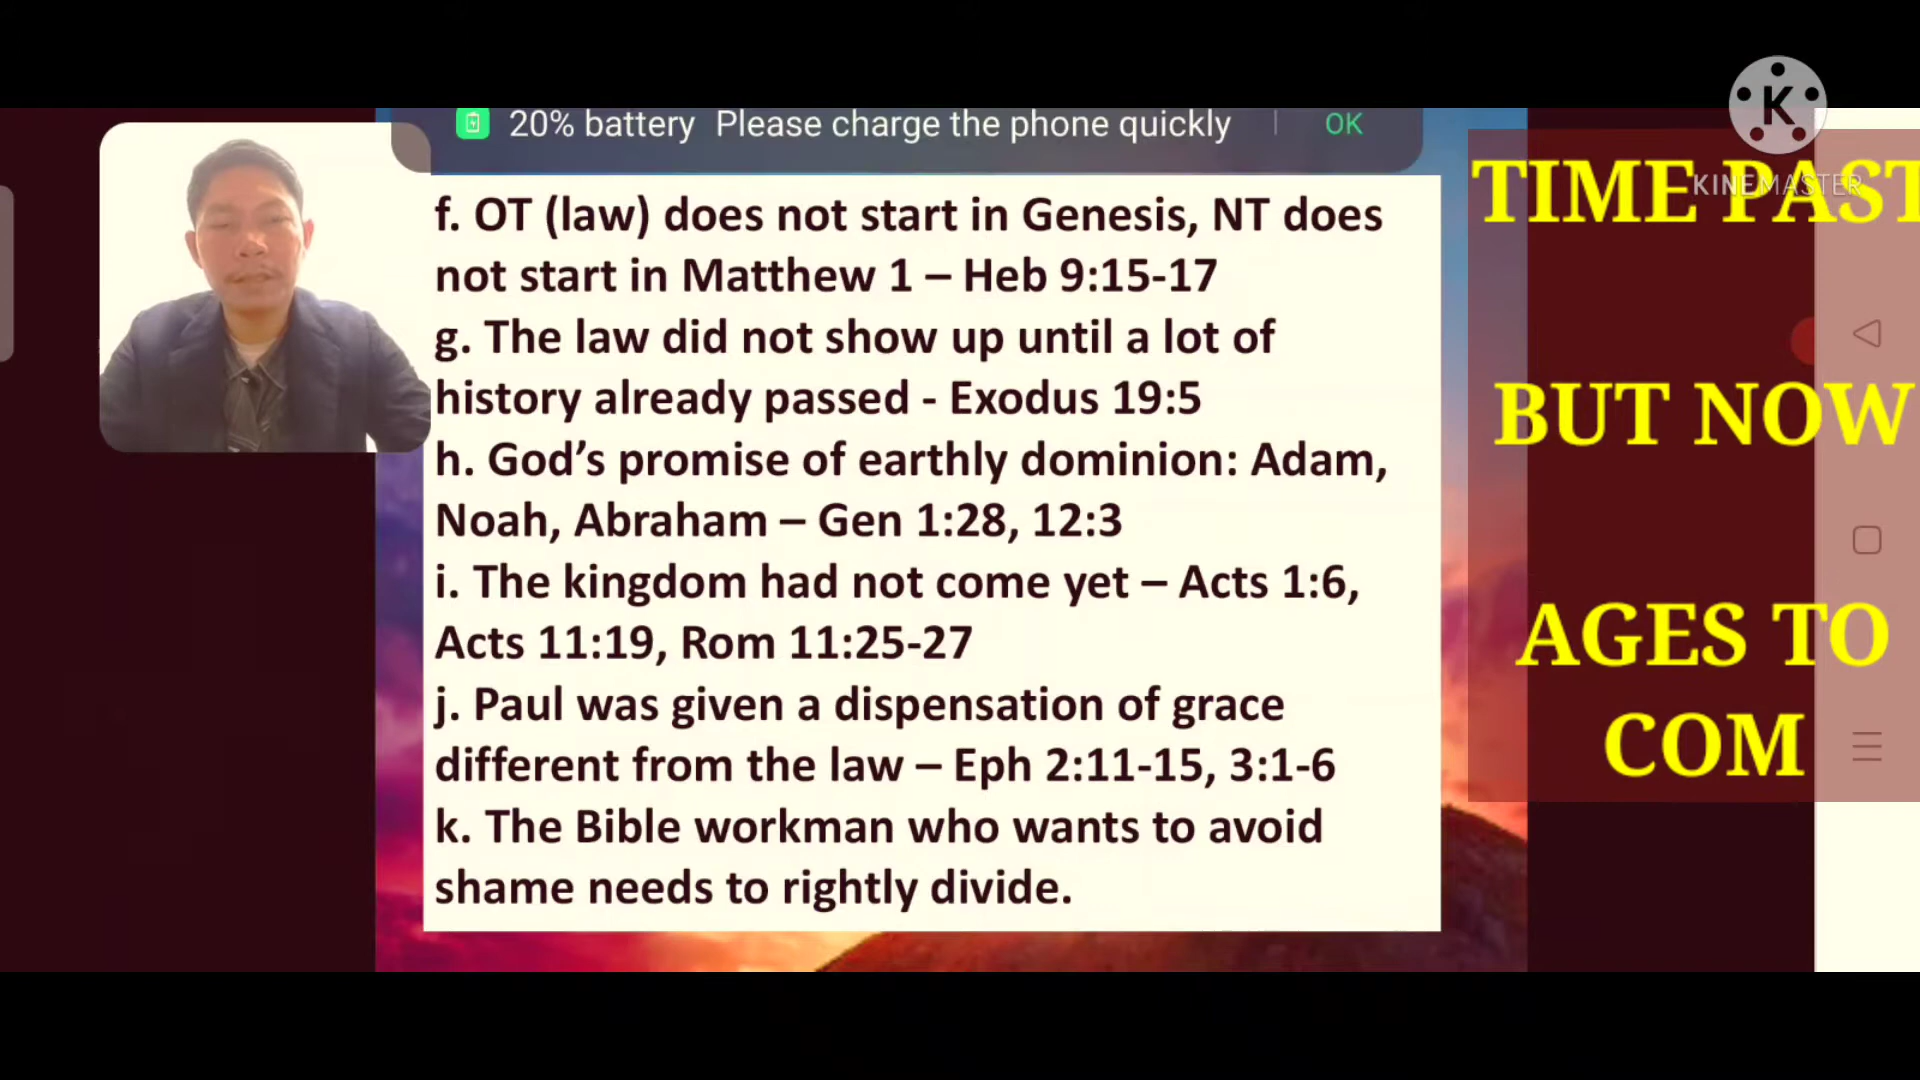 20% battery Please charge the phone quickly | OK
f. OT (law) does not start in Genesis, NT does
not start in Matthew 1 – Heb 9:15-17
g. The law did not show up until a lot of
history already passed - Exodus 19:5
h. God’s promise of earthly dominion: Adam,
Noah, Abraham – Gen 1:28, 12:3
i. The kingdom had not come yet – Acts 1:6,
Acts 11:19, Rom 11:25-27
j. Paul was given a dispensation of grace
different from the law – Eph 2:11-15, 3:1-6
k. The Bible workman who wants to avoid
shame needs to rightly divide.
K
KINEMASTER
TIME PAST
BUT NOW
AGES TO
COM